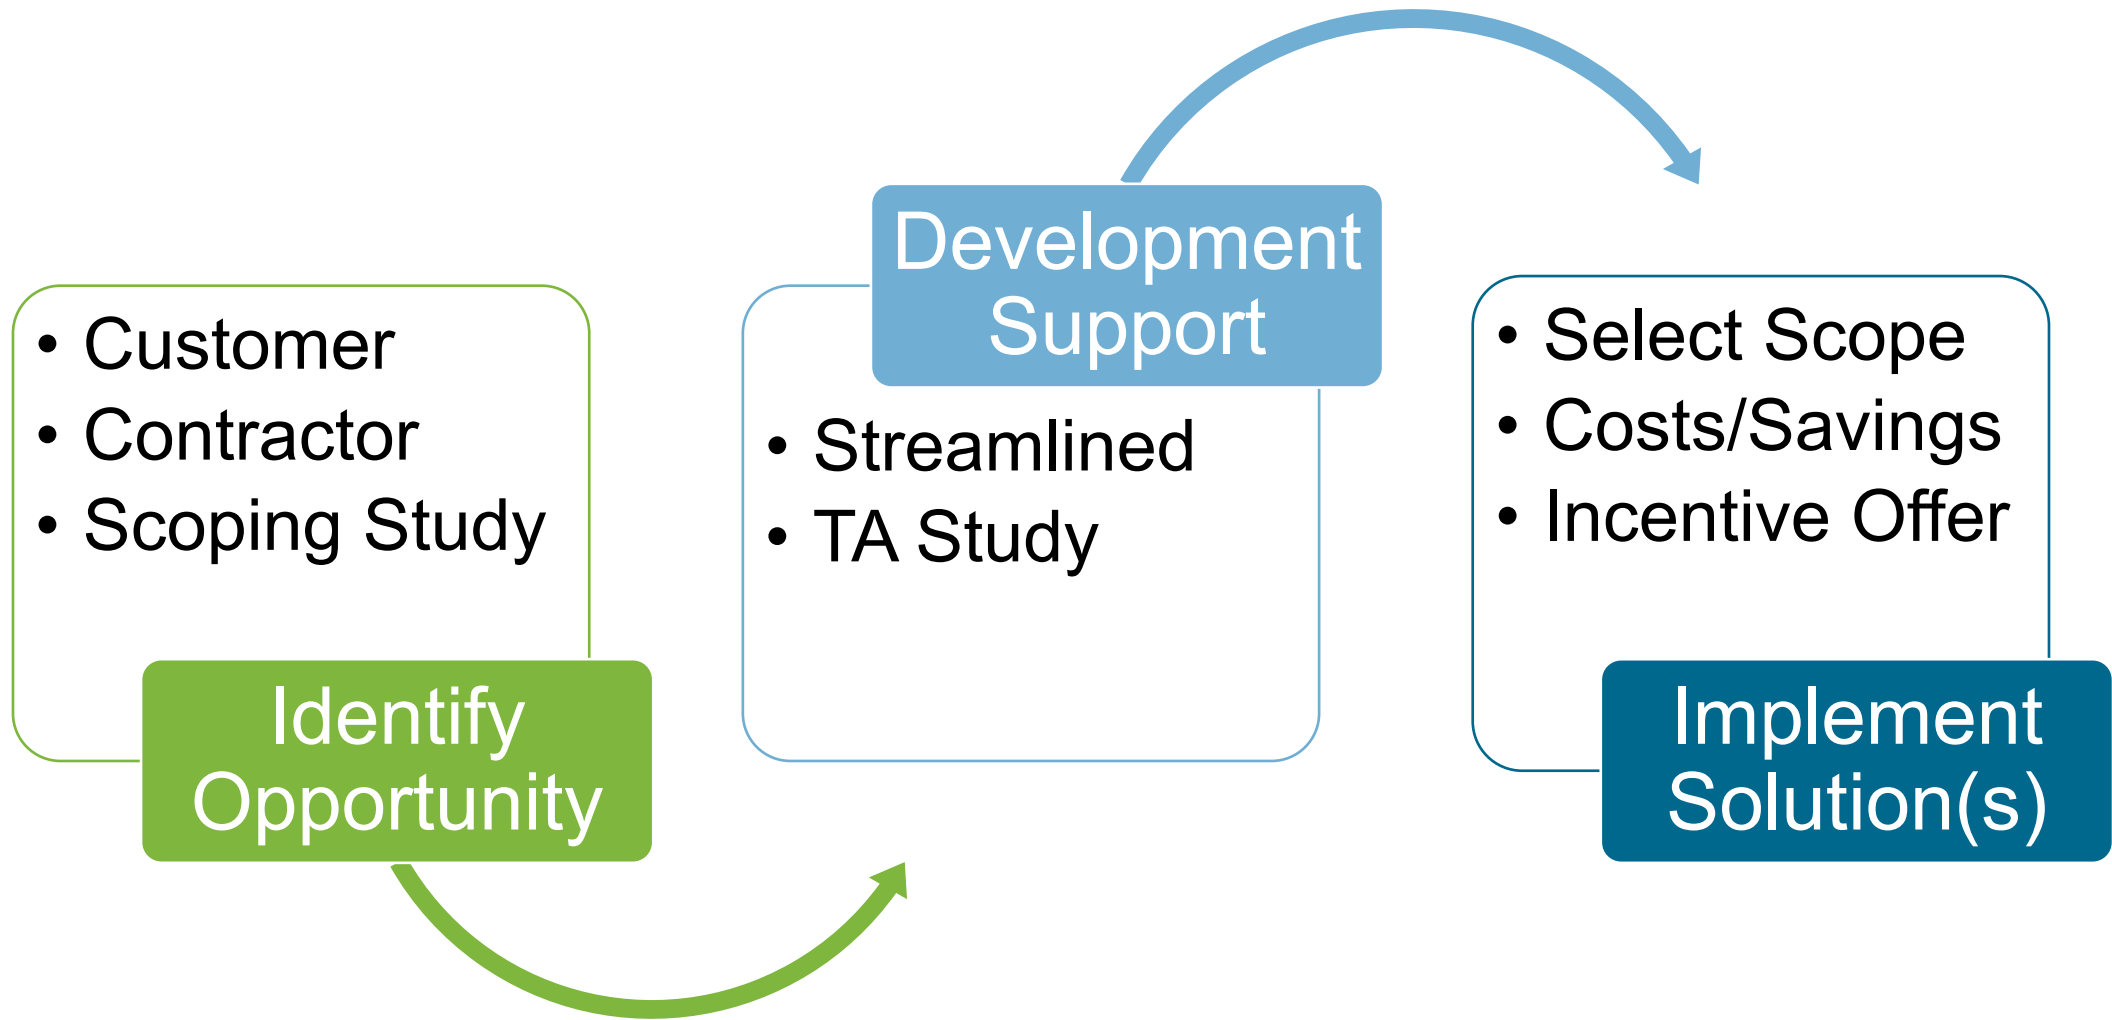 • Customer
• Contractor
• Scoping Study
Identify
Opportunity
Development
Support
• Streamlined
• TA Study
• Select Scope
• Costs/Savings
• Incentive Offer
Implement
Solution(s)